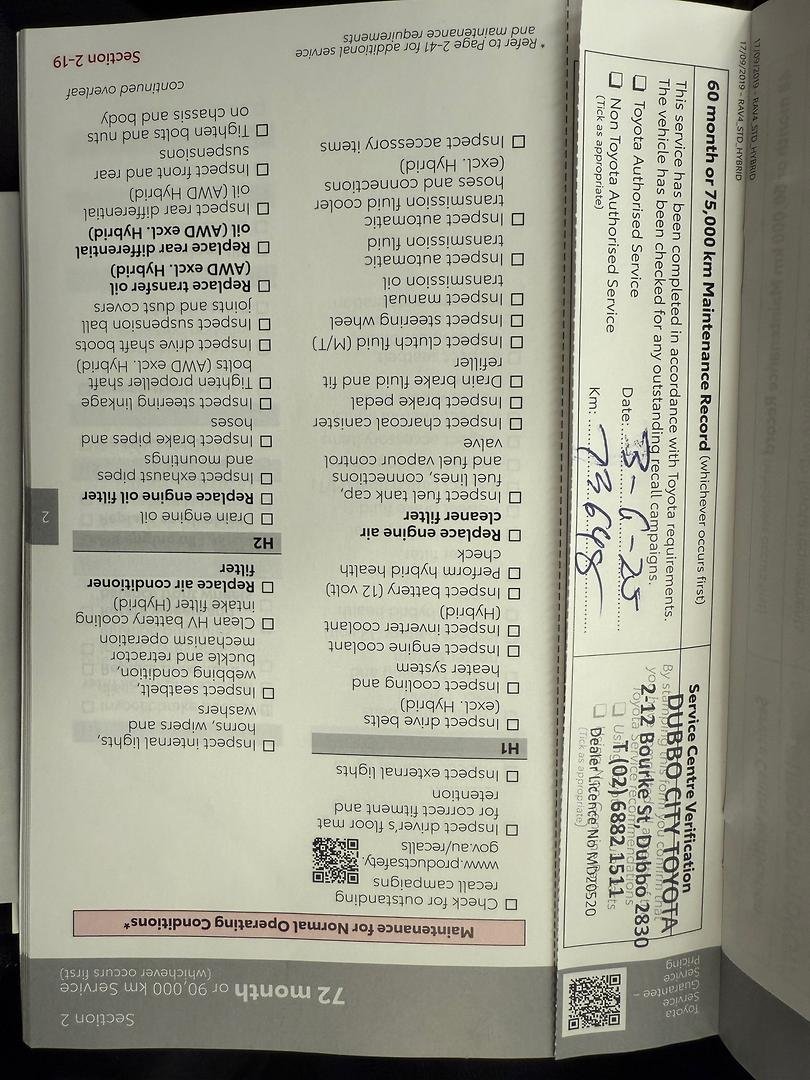 Section 2
72 month or 90,000 km Service
(whichever occurs first)
Maintenance for Normal Operating Conditions*
☐ Check for outstanding
recall campaigns
www.productsafety.
gov.au/recalls
☐ Inspect driver's floor mat
for correct fitment and
retention
☐ Inspect external lights
H1
☐ Inspect drive belts
(excl. Hybrid)
☐ Inspect cooling and
heater system
☐ Inspect engine coolant
☐ Inspect inverter coolant
(Hybrid)
☐ Inspect battery (12 volt)
☐ Perform hybrid health
check
☐ Replace engine air
cleaner filter
☐ Inspect fuel tank cap,
fuel lines, connections
and fuel vapour control
valve
☐ Inspect charcoal canister
☐ Inspect brake pedal
☐ Drain brake fluid and fit
refiller
☐ Inspect clutch fluid (M/T)
☐ Inspect steering wheel
☐ Inspect manual
transmission oil
☐ Inspect automatic
transmission fluid
☐ Inspect automatic
transmission fluid cooler
hoses and connections
(excl. Hybrid)
☐ Inspect accessory items
☐ Inspect internal lights,
horns, wipers and
washers
☐ Inspect seatbelt,
webbing condition,
buckle and retractor
mechanism operation
☐ Clean HV battery cooling
intake filter (Hybrid)
☐ Replace air conditioner
filter
H2
☐ Drain engine oil
☐ Replace engine oil filter
☐ Inspect exhaust pipes
and mountings
☐ Inspect brake pipes and
hoses
☐ Inspect steering linkage
☐ Tighten propeller shaft
bolts (AWD excl. Hybrid)
☐ Inspect drive shaft boots
☐ Inspect suspension ball
joints and dust covers
☐ Replace transfer oil
(AWD excl. Hybrid)
☐ Replace rear differential
oil (AWD excl. Hybrid)
☐ Inspect rear differential
oil (AWD Hybrid)
☐ Inspect front and rear
suspensions
☐ Tighten bolts and nuts
on chassis and body
continued overleaf
* Refer to Page 2-41 for additional service
and maintenance requirements
Section 2-19
2
60 month or 75,000 km Maintenance Record (whichever occurs first)
This service has been completed in accordance with Toyota requirements.
The vehicle has been checked for any outstanding recall campaigns.
☐ Toyota Authorised Service
☐ Non Toyota Authorised Service
(Tick as appropriate)
Date:
Km: 73648
Service Centre Verification
By stamping this form you confirm that
Toyota Service recommendations
(Tick as appropriate)
DUBBO CITY TOYOTA
2-12 Bourke St, Dubbo 2830
T (02) 6882 1511
Dealer Licence No MD20520
Toyota
Service
Guarantee –
Pricing
17/09/2019 - RAV4_STD_HYBRID
17/09/2019 - RAV4_STD_HYBRID